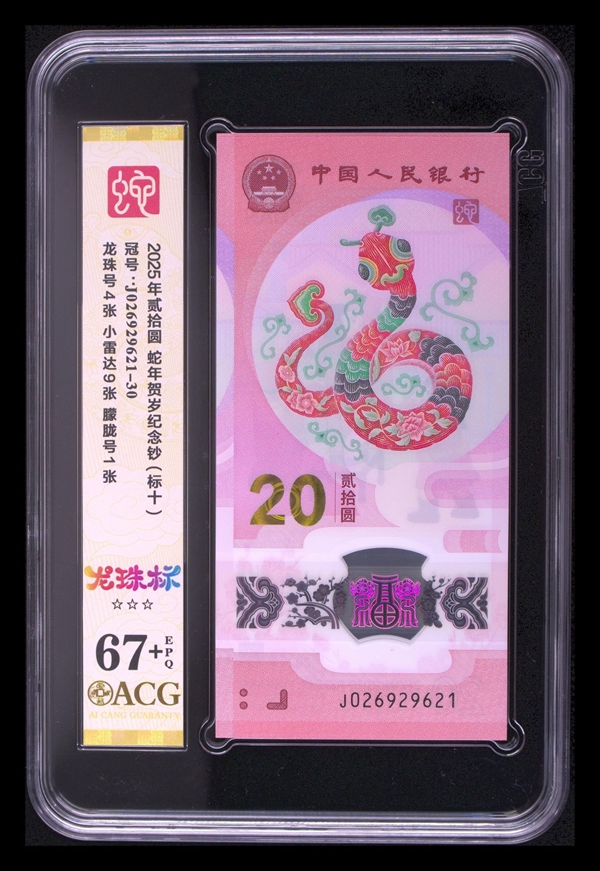 蛇
2025年贰拾圆 蛇年贺岁纪念钞(标十)
冠号:J026929621-30
龙珠号4张 小雷达9张 朦胧号1张
龙珠标
☆☆☆
67+
EPQ
ACG
AI CANG GUARANTY
中国人民银行
蛇
20
贰拾圆
福
J026929621
ACG